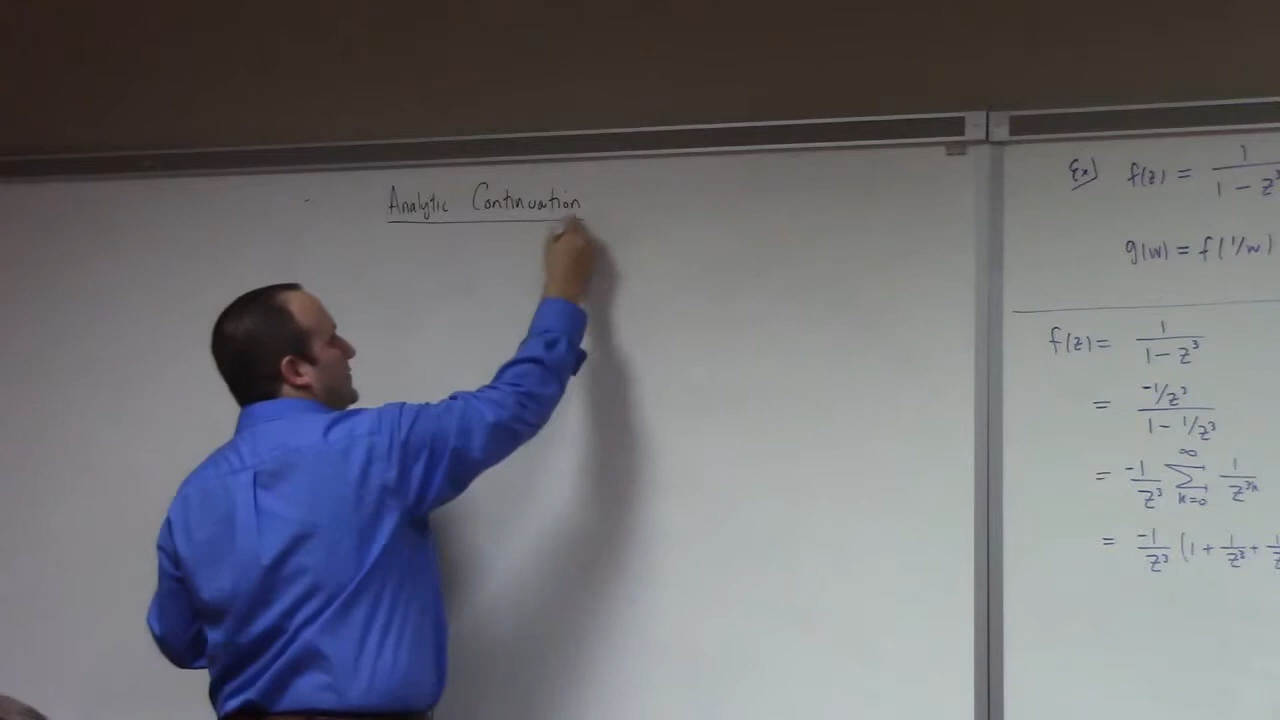 Analytic Continuation
Ex) f(z) = 1 / 1 - z³
g(w) = f(1/w)
f(z) = 1 / 1 - z³
= -1/z³ / 1 - 1/z³
= -1/z³ ∑_{k=0}^{∞} 1/z^{3k}
= -1/z³ (1 + 1/z³ + 1/z